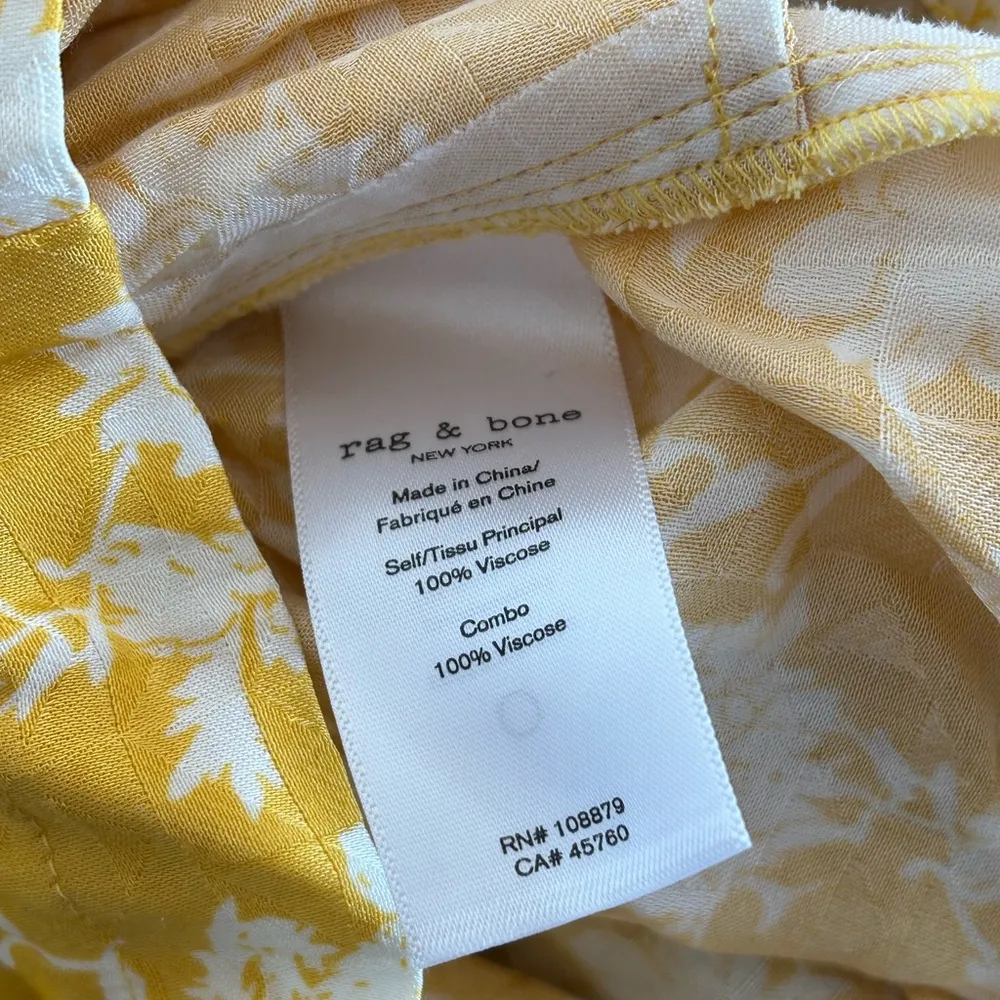 rag & bone
NEW YORK
Made in China/
Fabriqué en Chine
Self/Tissu Principal
100% Viscose
Combo
100% Viscose
RN# 108879
CA# 45760